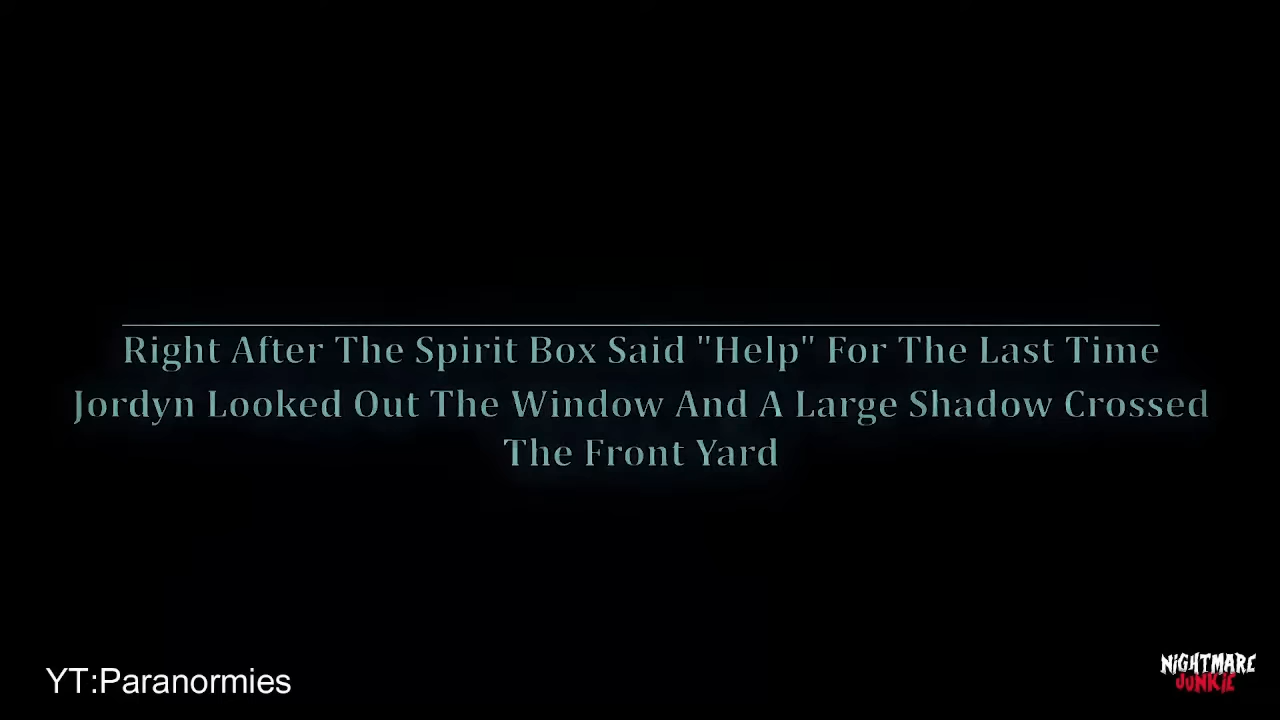 Right After The Spirit Box Said "Help" For The Last Time
Jordyn Looked Out The Window And A Large Shadow Crossed
The Front Yard
YT:Paranormies
NIGHTMARE
JUNKIE